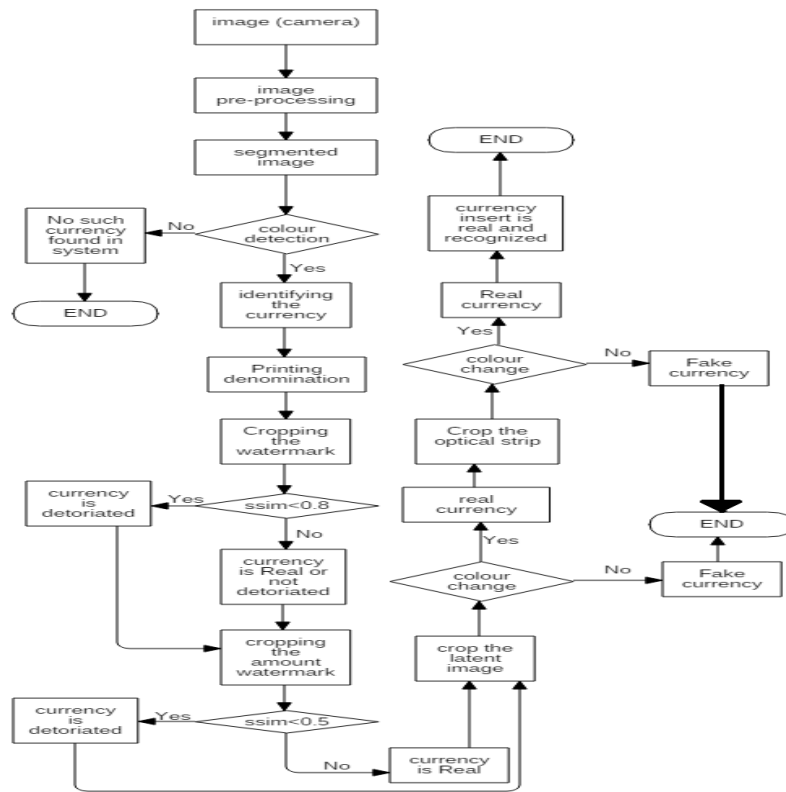 image (camera)
image
pre-processing
segmented
image
colour
detection
No
No such
currency
found in
system
END
Yes
identifying
the
currency
Printing
denomination
Cropping
the
watermark
ssim<0.8
Yes
currency
is
detoriated
No
currency
is Real or
not
detoriated
cropping
the
amount
watermark
ssim<0.5
Yes
currency
is
detoriated
No
currency
is Real
crop the
latent
image
colour
change
No
Fake
currency
Yes
real
currency
Crop the
optical strip
colour
change
No
Fake
currency
END
Yes
Real
currency
currency
insert is
real and
recognized
END